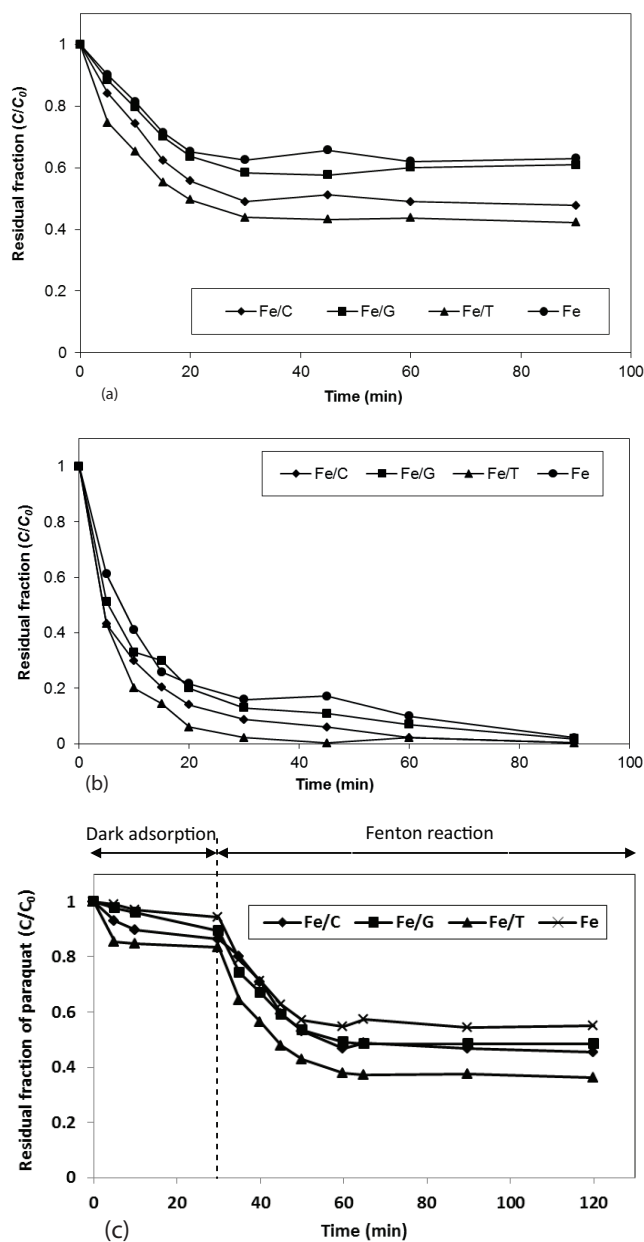 1
0.8
0.6
0.4
0.2
0
Residual fraction (C/C0)
Fe/C Fe/G Fe/T Fe
0 20 40 60 80 100
(a)
Time (min)
1
0.8
0.6
0.4
0.2
0
Residual fraction (C/C0)
Fe/C Fe/G Fe/T Fe
0 20 40 60 80 100
(b)
Time (min)
Dark adsorption Fenton reaction
1
0.8
0.6
0.4
0.2
0
Residual fraction of paraquat (C/C0)
Fe/C Fe/G Fe/T Fe
0 20 40 60 80 100 120
(c)
Time (min)